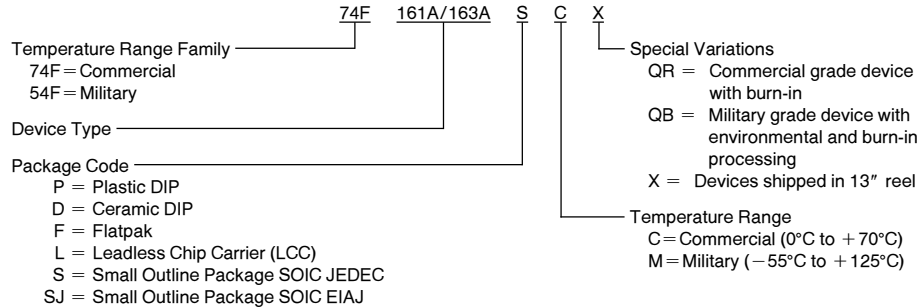 74F 161A/163A S C X
Temperature Range Family
74F = Commercial
54F = Military
Device Type
Package Code
P = Plastic DIP
D = Ceramic DIP
F = Flatpak
L = Leadless Chip Carrier (LCC)
S = Small Outline Package SOIC JEDEC
SJ = Small Outline Package SOIC EIAJ
Special Variations
QR = Commercial grade device
with burn-in
QB = Military grade device with
environmental and burn-in
processing
X = Devices shipped in 13″ reel
Temperature Range
C = Commercial (0°C to +70°C)
M = Military (−55°C to +125°C)